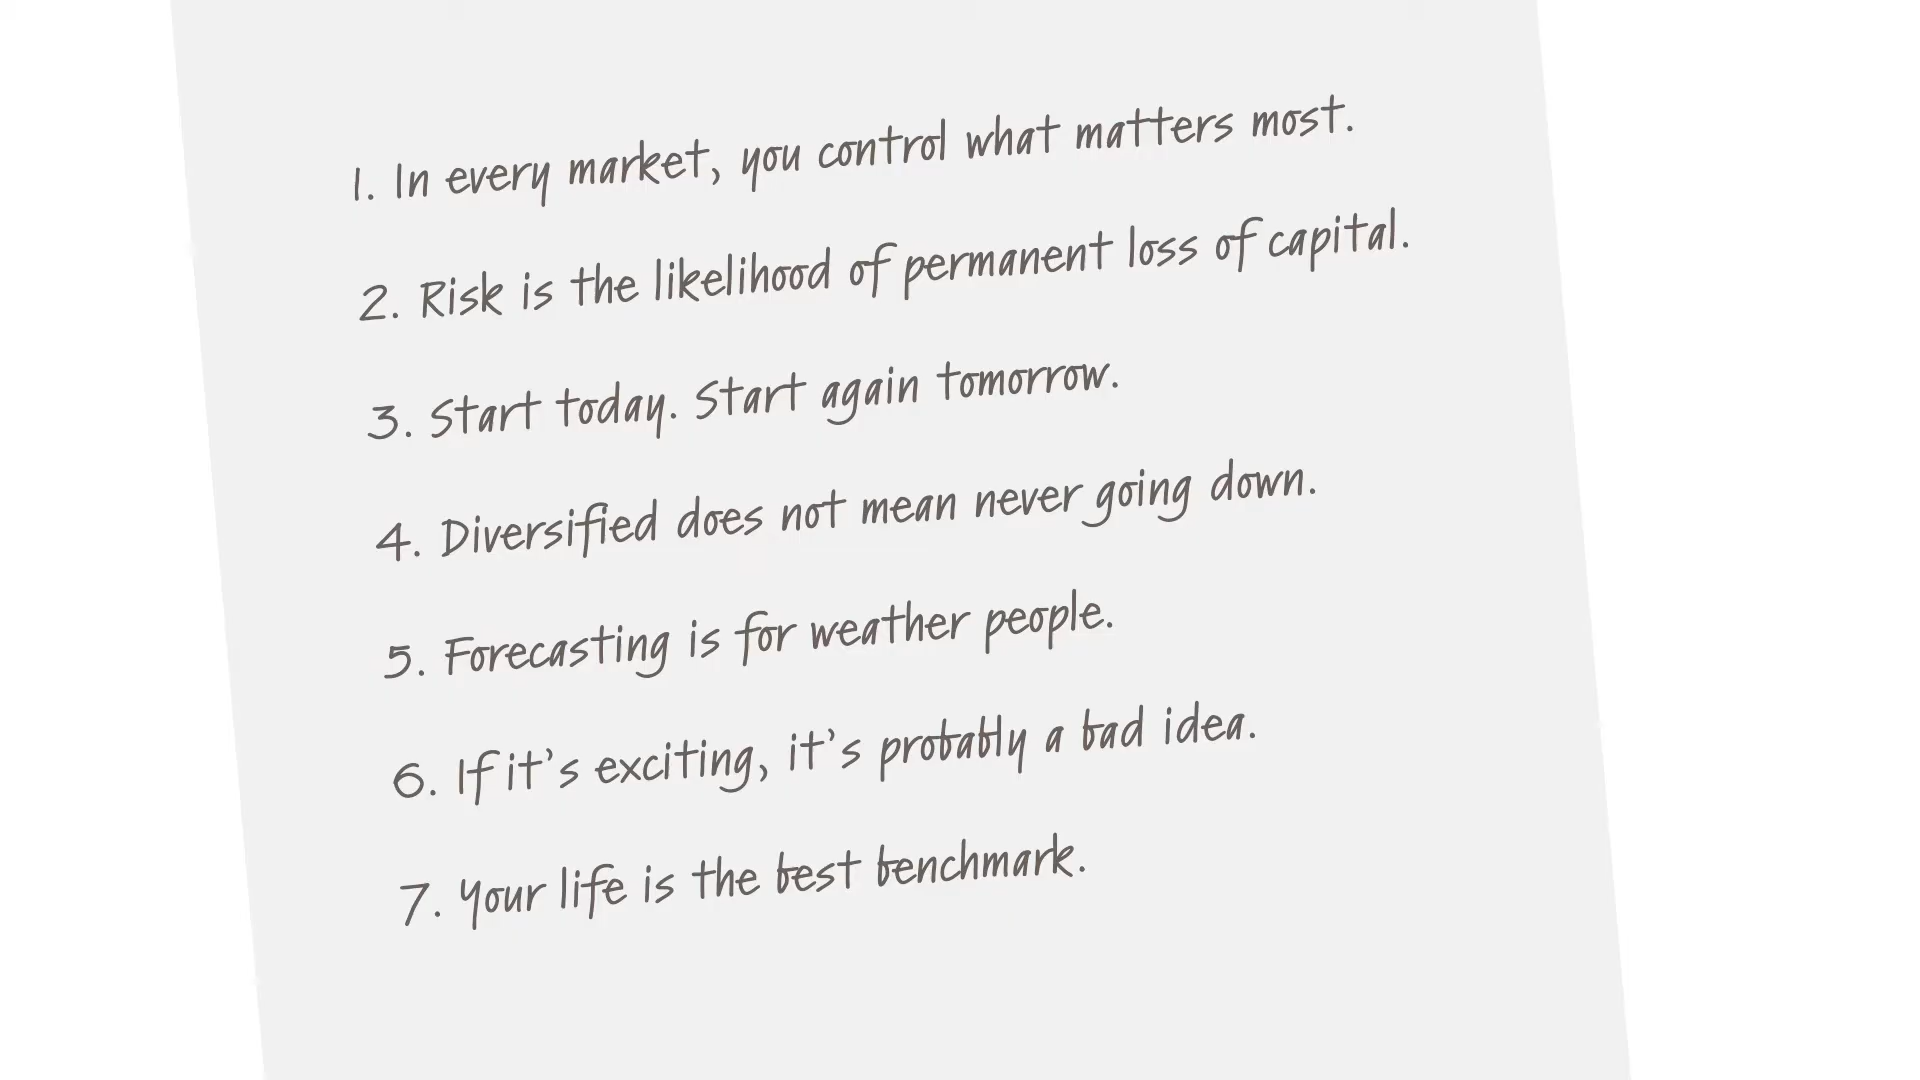 1. In every market, you control what matters most.
2. Risk is the likelihood of permanent loss of capital.
3. Start today. Start again tomorrow.
4. Diversified does not mean never going down.
5. Forecasting is for weather people.
6. If it's exciting, it's probably a bad idea.
7. Your life is the best benchmark.